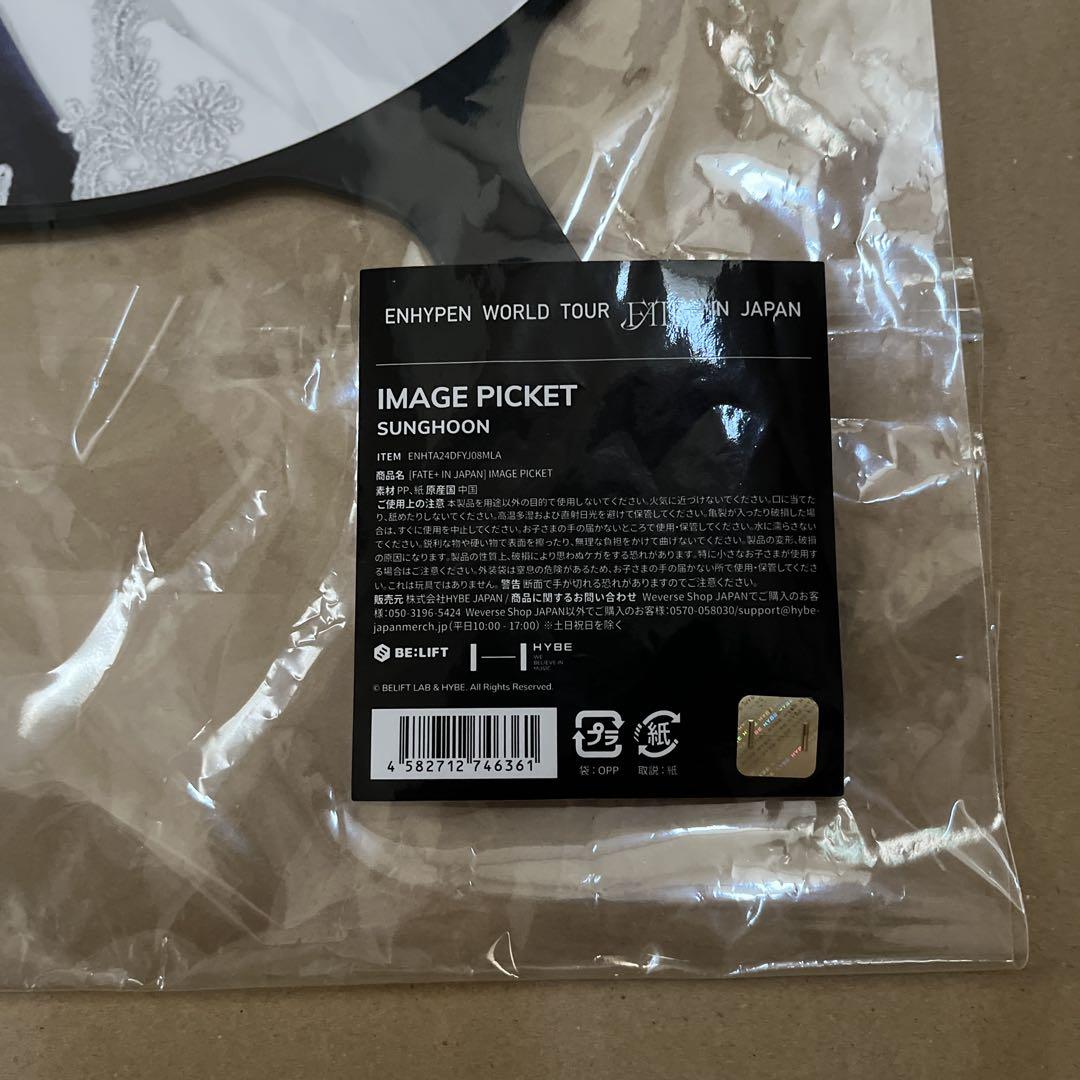 ENHYPEN WORLD TOUR FATE IN JAPAN
IMAGE PICKET
SUNGHOON
ITEM ENHTA24DFYJ08MLA
商品名 [FATE+ IN JAPAN] IMAGE PICKET
素材 PP、紙 原産国 中国
ご使用上の注意 本製品を用途以外の目的で使用しないでください。火気に近づけないでください。口に当てた
り、舐めたりしないでください。高温多湿および直射日光を避けて保管してください。亀裂が入ったり破損した場
合は、すぐに使用を中止してください。お子さまの手の届かないところで使用・保管してください。水に濡らさない
でください。鋭利な物や硬い物で表面を擦ったり、無理な負担をかけて曲げないでください。製品の変形、破損
の原因になります。製品の性質上、破損により思わぬケガをする恐れがあります。特に小さなお子さまが使用す
る場合はご注意ください。外装袋は窒息の危険があるため、お子さまの手の届かない所で使用・保管してくださ
い。これは玩具ではありません。警告 断面で手が切れる恐れがありますのでご注意ください。
販売元 株式会社HYBE JAPAN / 商品に関するお問い合わせ Weverse Shop JAPANでご購入のお客
様:050-3196-5424 Weverse Shop JAPAN以外でご購入のお客様:0570-058030/support@hybe-
japanmerch.jp (平日10:00 - 17:00) ※土日祝日を除く
BE:LIFT
HYBE
WE
BELIEVE IN
MUSIC
© BELIFT LAB & HYBE. All Rights Reserved.
4 582712 746361
プラ
袋:OPP
紙
取説:紙